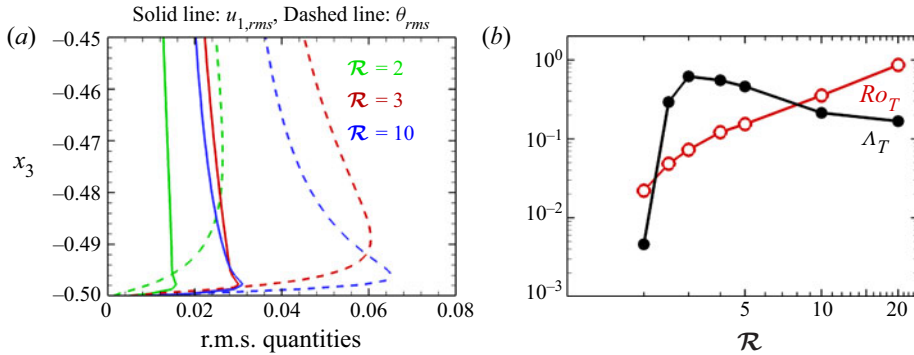 Solid line: u1,rms, Dashed line: θrms
(a)
–0.45
–0.46
–0.47
x3
–0.48
–0.49
–0.50
0
0.02
0.04
0.06
0.08
r.m.s. quantities
ℛ = 2
ℛ = 3
ℛ = 10
(b)
10^0
10^–1
10^–2
10^–3
RoT
ΛT
5
10
20
ℛ